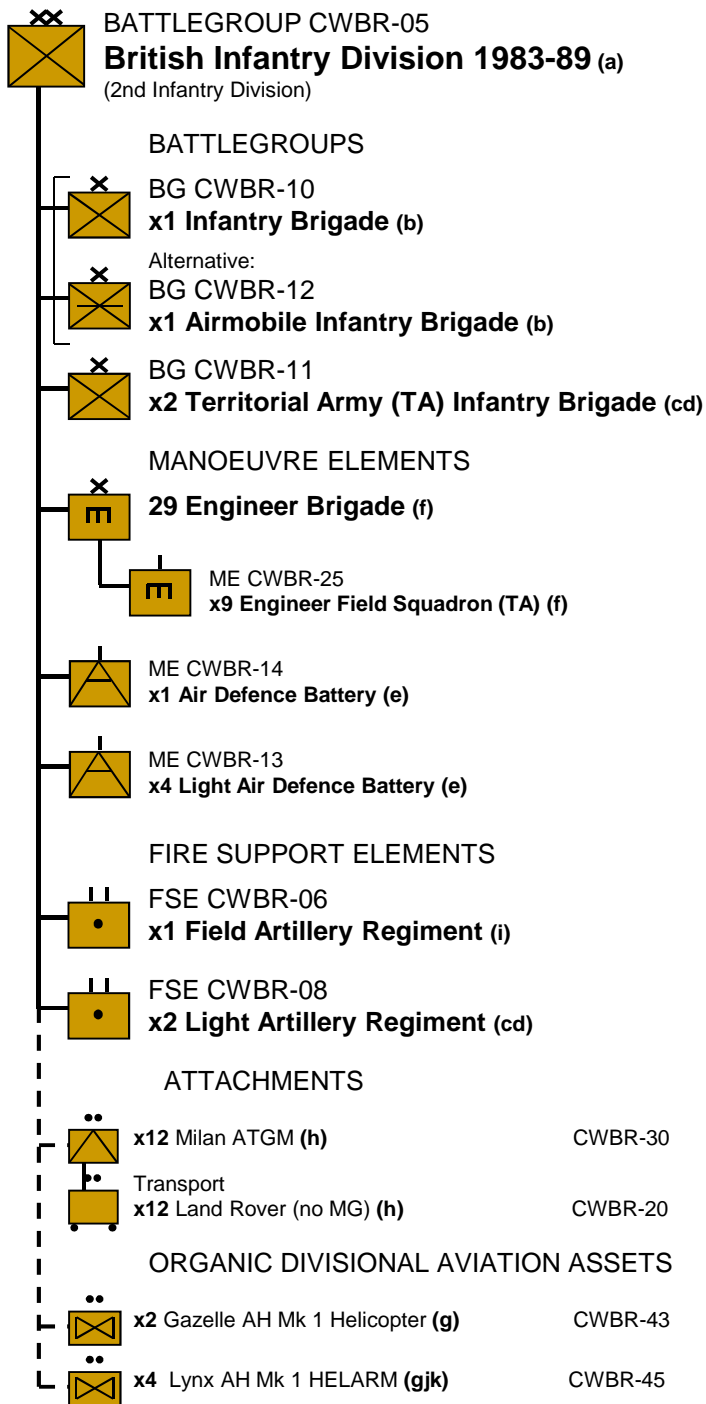 BATTLEGROUP CWBR-05
British Infantry Division 1983-89 (a)
(2nd Infantry Division)
BATTLEGROUPS
BG CWBR-10
x1 Infantry Brigade (b)
Alternative:
BG CWBR-12
x1 Airmobile Infantry Brigade (b)
BG CWBR-11
x2 Territorial Army (TA) Infantry Brigade (cd)
MANOEUVRE ELEMENTS
29 Engineer Brigade (f)
ME CWBR-25
x9 Engineer Field Squadron (TA) (f)
ME CWBR-14
x1 Air Defence Battery (e)
ME CWBR-13
x4 Light Air Defence Battery (e)
FIRE SUPPORT ELEMENTS
FSE CWBR-06
x1 Field Artillery Regiment (i)
FSE CWBR-08
x2 Light Artillery Regiment (cd)
ATTACHMENTS
x12 Milan ATGM (h) CWBR-30
Transport
x12 Land Rover (no MG) (h) CWBR-20
ORGANIC DIVISIONAL AVIATION ASSETS
x2 Gazelle AH Mk 1 Helicopter (g) CWBR-43
x4 Lynx AH Mk 1 HELARM (gjk) CWBR-45